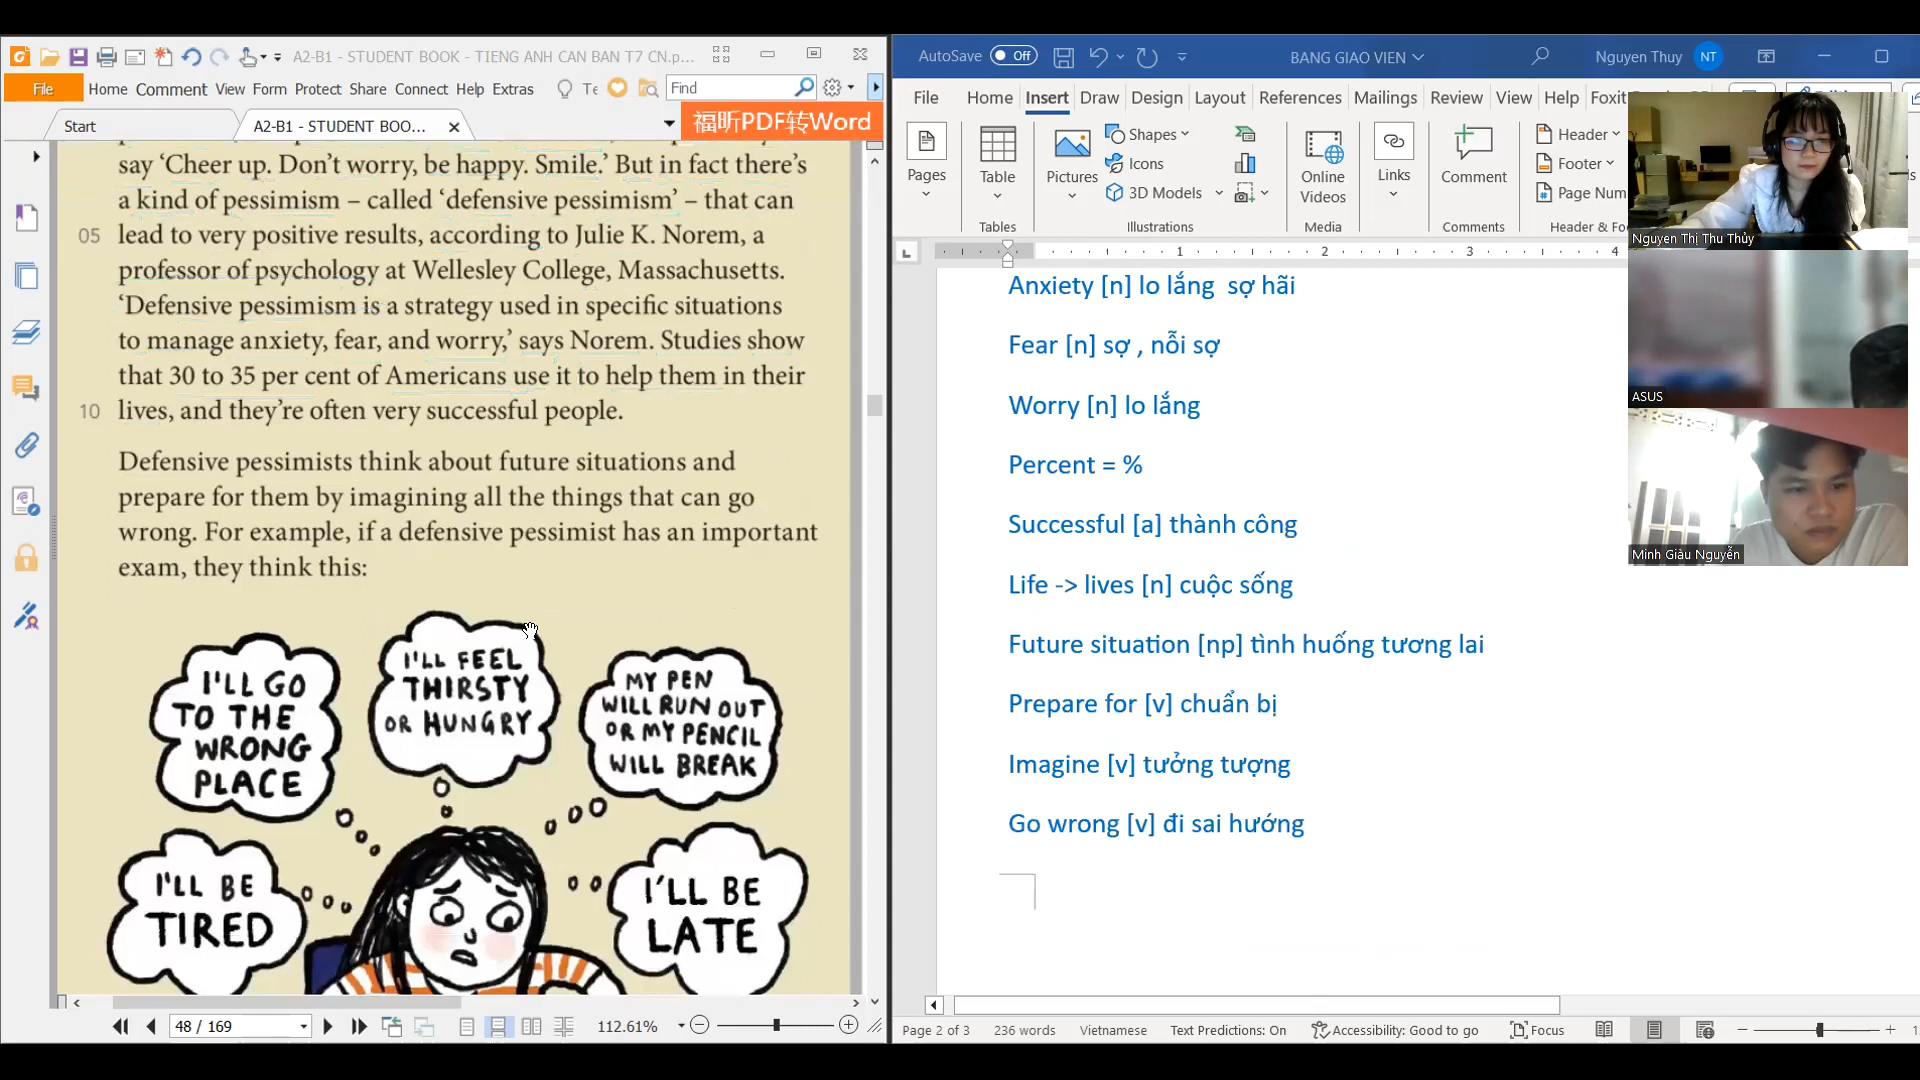 A2-B1 - STUDENT BOOK - TIENG ANH CAN BAN T7 CN.p...
File Home Comment View Form Protect Share Connect Help Extras Te Find
Start A2-B1 - STUDENT BOO... 福昕PDF转Word
say ‘Cheer up. Don’t worry, be happy. Smile.’ But in fact there’s
a kind of pessimism – called ‘defensive pessimism’ – that can
05 lead to very positive results, according to Julie K. Norem, a
professor of psychology at Wellesley College, Massachusetts.
‘Defensive pessimism is a strategy used in specific situations
to manage anxiety, fear, and worry,’ says Norem. Studies show
that 30 to 35 per cent of Americans use it to help them in their
10 lives, and they’re often very successful people.
Defensive pessimists think about future situations and
prepare for them by imagining all the things that can go
wrong. For example, if a defensive pessimist has an important
exam, they think this:
I'LL GO
TO THE
WRONG
PLACE
I'LL FEEL
THIRSTY
OR HUNGRY
MY PEN
WILL RUN OUT
OR MY PENCIL
WILL BREAK
I'LL BE
TIRED
I'LL BE
LATE
48 / 169 112.61%
AutoSave Off BANG GIAO VIEN Nguyen Thuy NT
File Home Insert Draw Design Layout References Mailings Review View Help Foxit
Pages
Table
Tables
Pictures
Shapes
Icons
3D Models
Illustrations
Online
Videos
Media
Links
Comment
Comments
Header
Footer
Page Num
Header & Fo
1 2 3 4
Anxiety [n] lo lắng sợ hãi
Fear [n] sợ , nỗi sợ
Worry [n] lo lắng
Percent = %
Successful [a] thành công
Life -> lives [n] cuộc sống
Future situation [np] tình huống tương lai
Prepare for [v] chuẩn bị
Imagine [v] tưởng tượng
Go wrong [v] đi sai hướng
Page 2 of 3 236 words Vietnamese Text Predictions: On Accessibility: Good to go Focus
Nguyen Thị Thu Thủy
ASUS
Minh Giàu Nguyễn